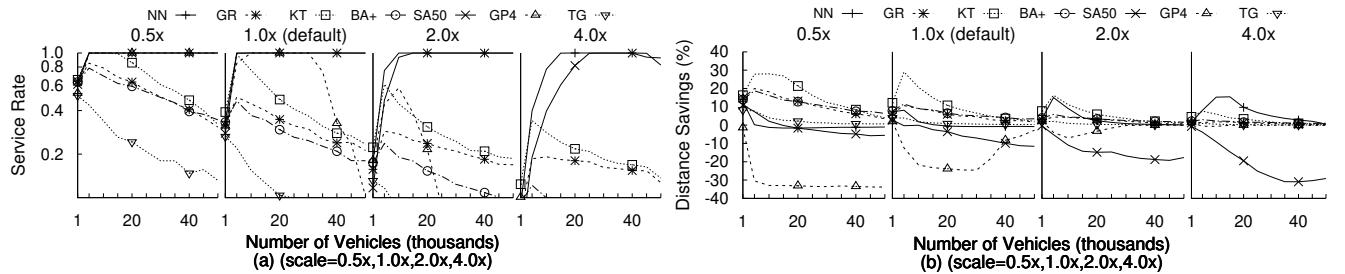 NN GR KT BA+ SA50 GP4 TG
0.5x 1.0x (default) 2.0x 4.0x
Service Rate
1.0
0.8
0.6
0.4
0.2
1 20 40 1 20 40 1 20 40 1 20 40
Number of Vehicles (thousands)
(a) (scale=0.5x,1.0x,2.0x,4.0x)
NN GR KT BA+ SA50 GP4 TG
0.5x 1.0x (default) 2.0x 4.0x
Distance Savings (%)
40
30
20
10
0
-10
-20
-30
-40
1 20 40 1 20 40 1 20 40 1 20 40
Number of Vehicles (thousands)
(b) (scale=0.5x,1.0x,2.0x,4.0x)